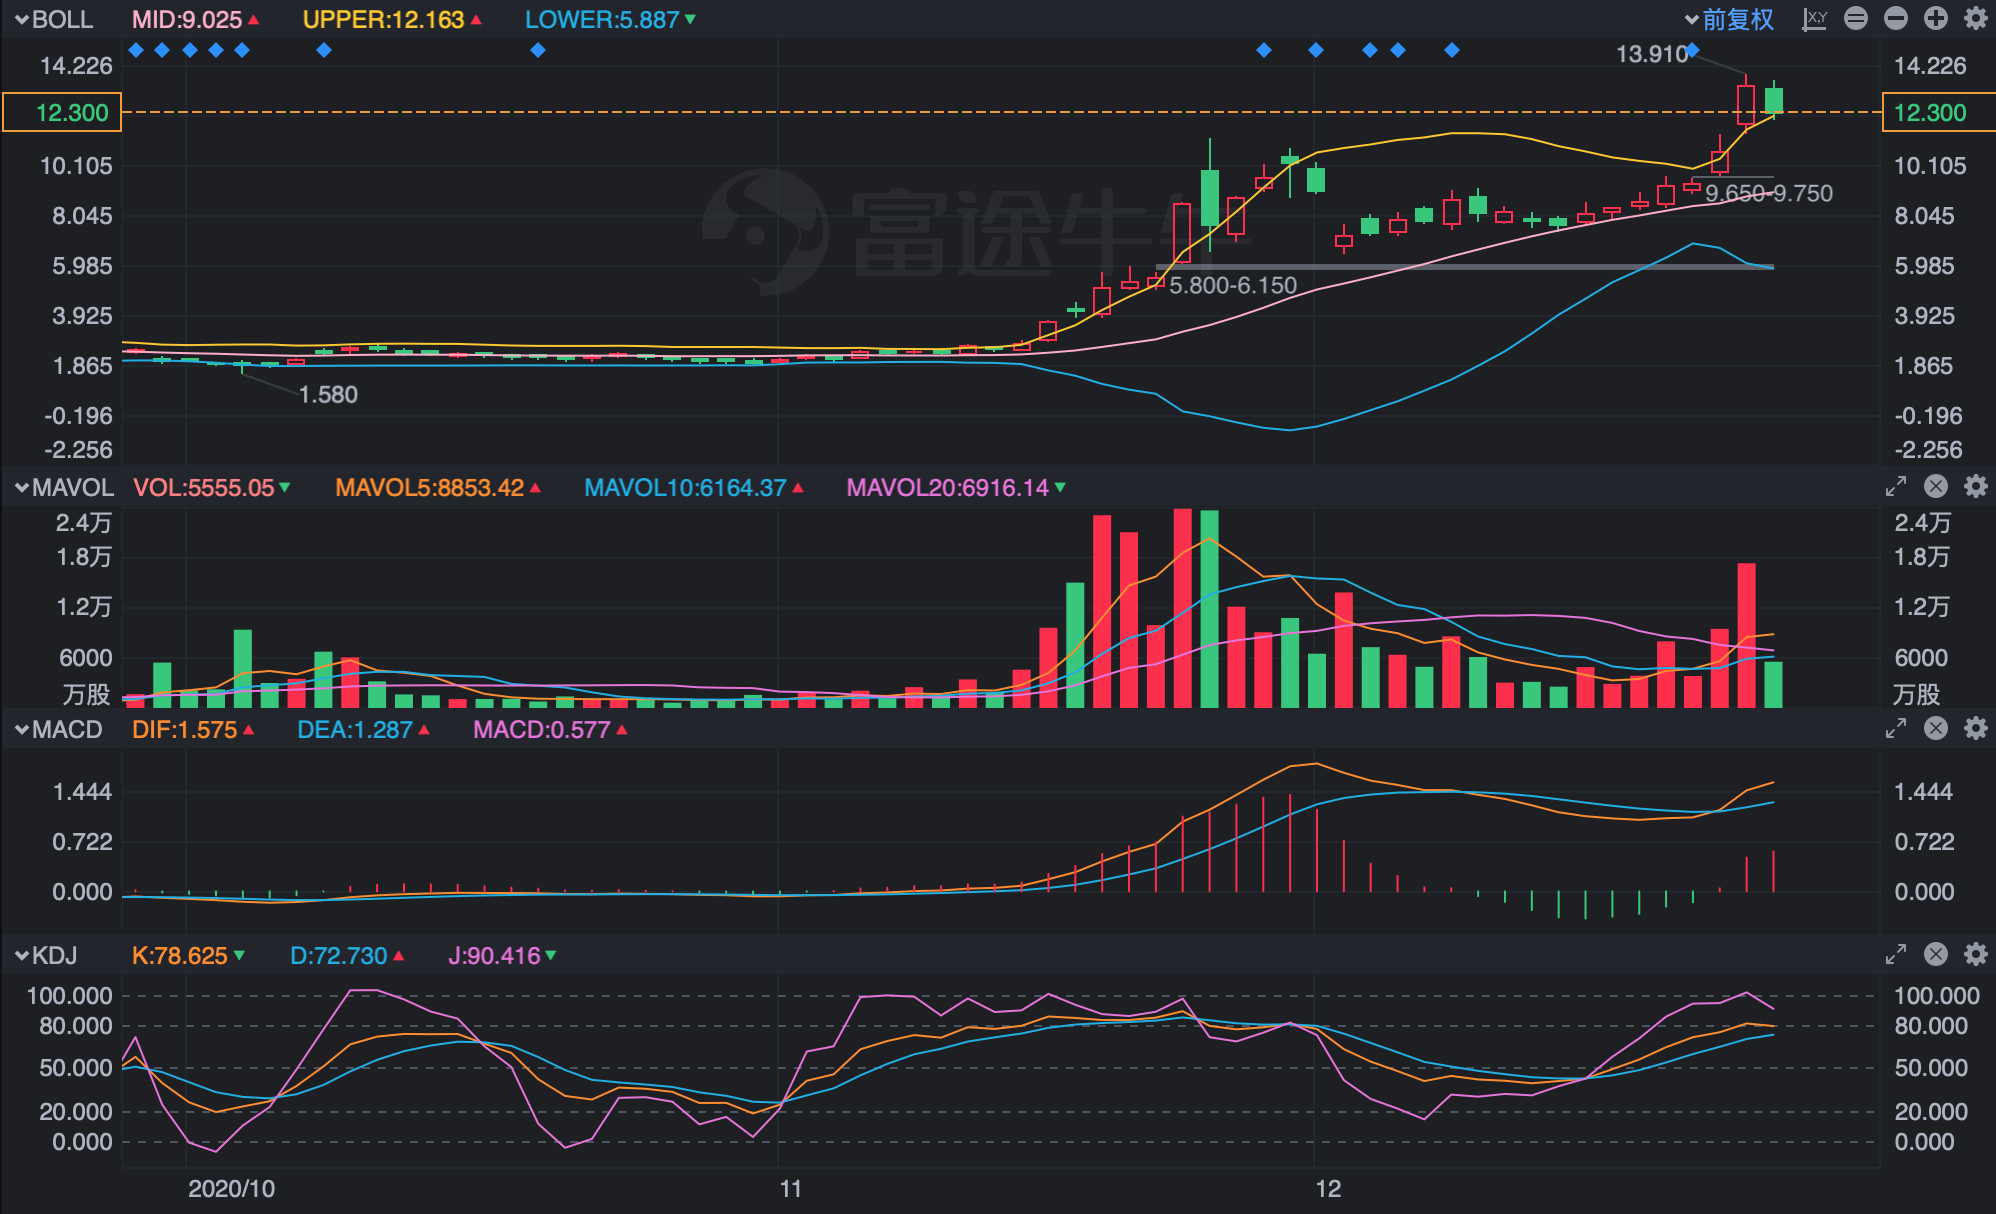 BOLL MID:9.025 UPPER:12.163 LOWER:5.887 前复权 X,Y
14.226 13.910 14.226
12.300 12.300
10.105 10.105
9.650-9.750
8.045 富途牛牛 8.045
5.985 5.985
5.800-6.150
3.925 3.925
1.865 1.865
1.580
-0.196 -0.196
-2.256 -2.256
MAVOL VOL:5555.05 MAVOL5:8853.42 MAVOL10:6164.37 MAVOL20:6916.14
2.4万 2.4万
1.8万 1.8万
1.2万 1.2万
6000 6000
万股 万股
MACD DIF:1.575 DEA:1.287 MACD:0.577
1.444 1.444
0.722 0.722
0.000 0.000
KDJ K:78.625 D:72.730 J:90.416
100.000 100.000
80.000 80.000
50.000 50.000
20.000 20.000
0.000 0.000
2020/10 11 12